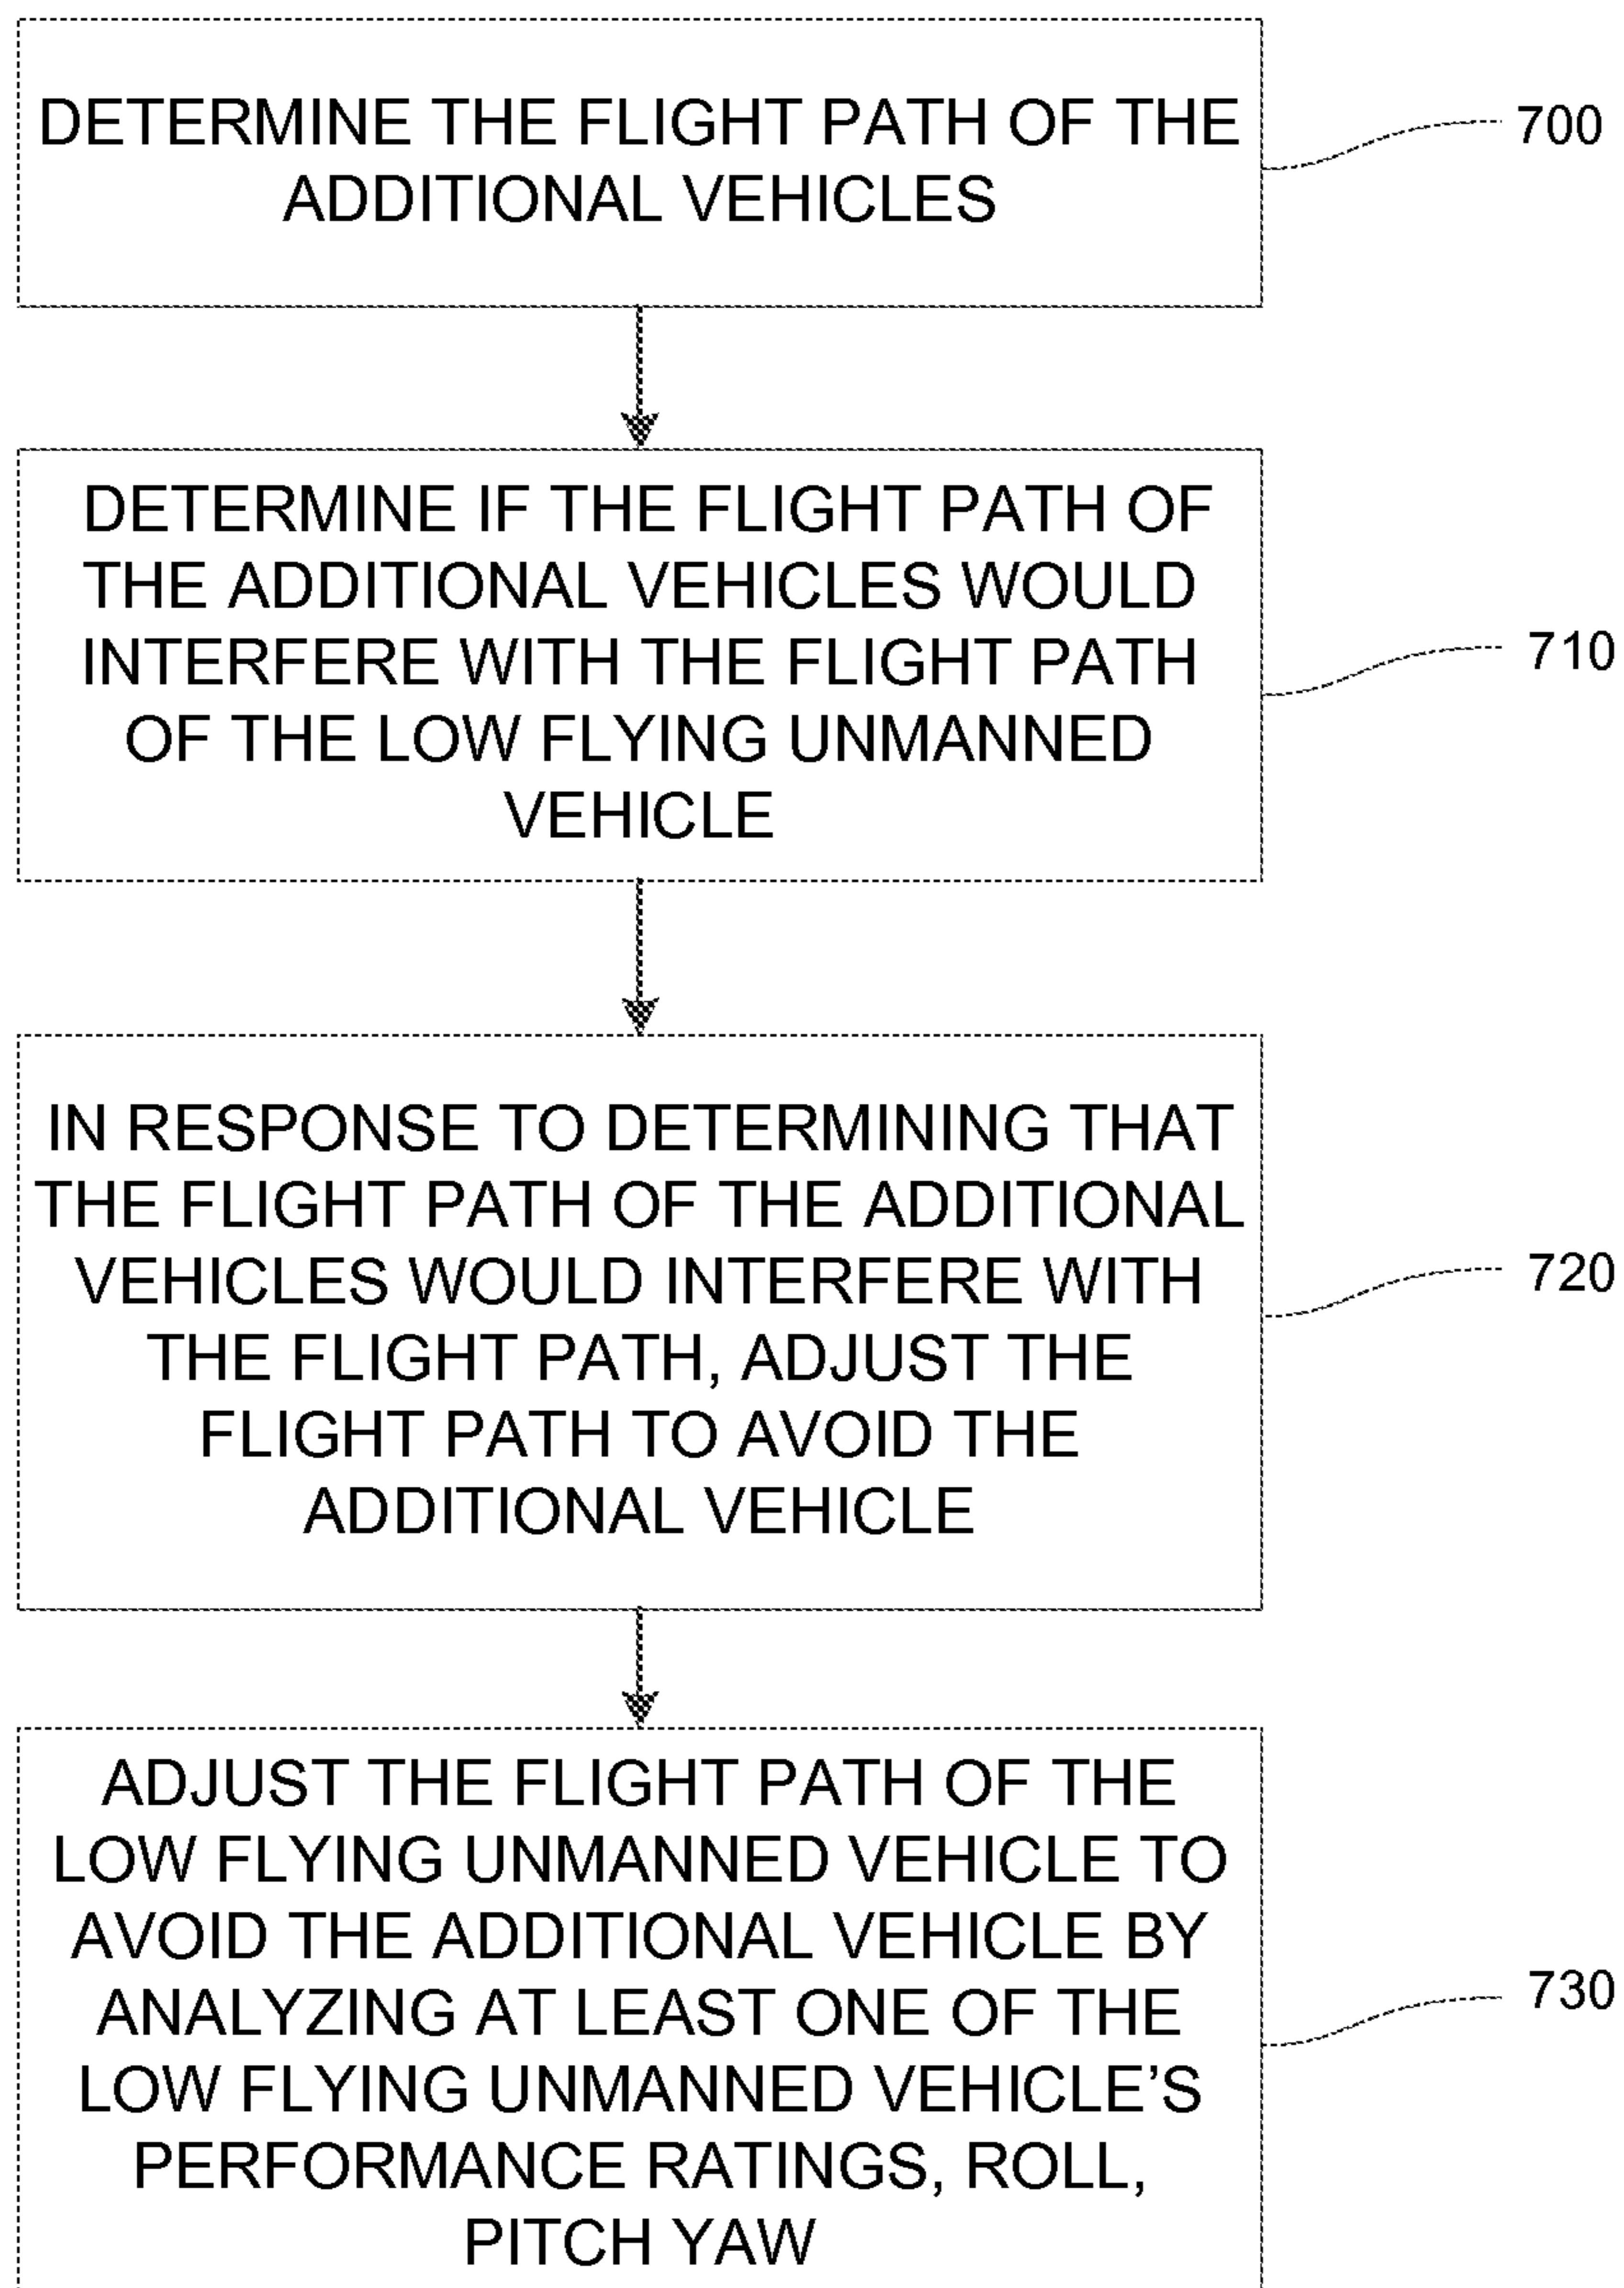 DETERMINE THE FLIGHT PATH OF THE
ADDITIONAL VEHICLES
700
DETERMINE IF THE FLIGHT PATH OF
THE ADDITIONAL VEHICLES WOULD
INTERFERE WITH THE FLIGHT PATH
OF THE LOW FLYING UNMANNED
VEHICLE
710
IN RESPONSE TO DETERMINING THAT
THE FLIGHT PATH OF THE ADDITIONAL
VEHICLES WOULD INTERFERE WITH
THE FLIGHT PATH, ADJUST THE
FLIGHT PATH TO AVOID THE
ADDITIONAL VEHICLE
720
ADJUST THE FLIGHT PATH OF THE
LOW FLYING UNMANNED VEHICLE TO
AVOID THE ADDITIONAL VEHICLE BY
ANALYZING AT LEAST ONE OF THE
LOW FLYING UNMANNED VEHICLE’S
PERFORMANCE RATINGS, ROLL,
PITCH YAW
730